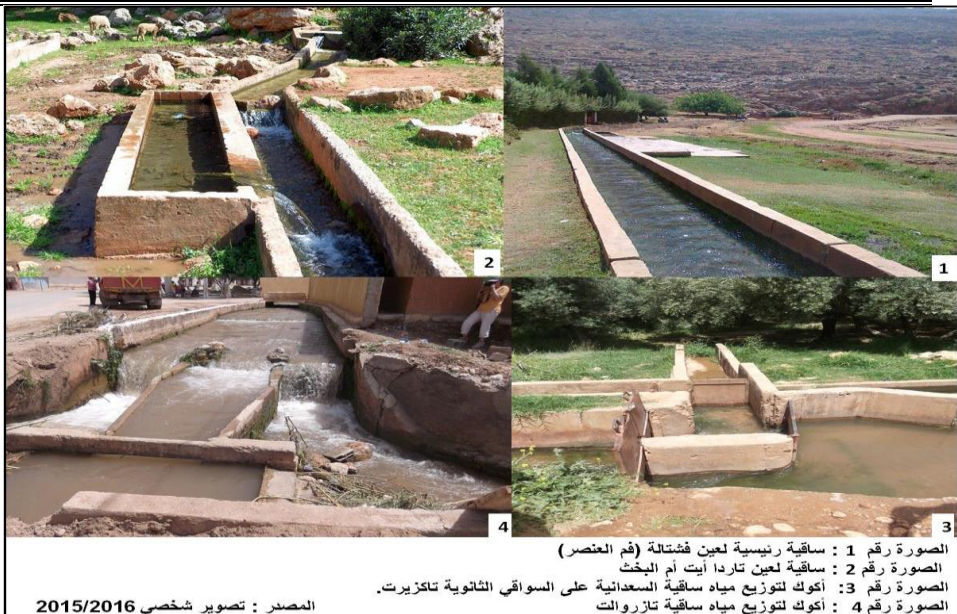 2
1
4
3
الصورة رقم 1 : ساقية رئيسية لعين فشتالة (فم العنصر)
الصورة رقم 2 : ساقية لعين تاردا أيت أم البخث
الصورة رقم 3: أكوك لتوزيع مياه ساقية السعدانية على السواقي الثانوية تاكزيرت.
الصورة رقم 4 : أكوك لتوزيع مياه ساقية تازروالت
المصدر : تصوير شخصي 2015/2016